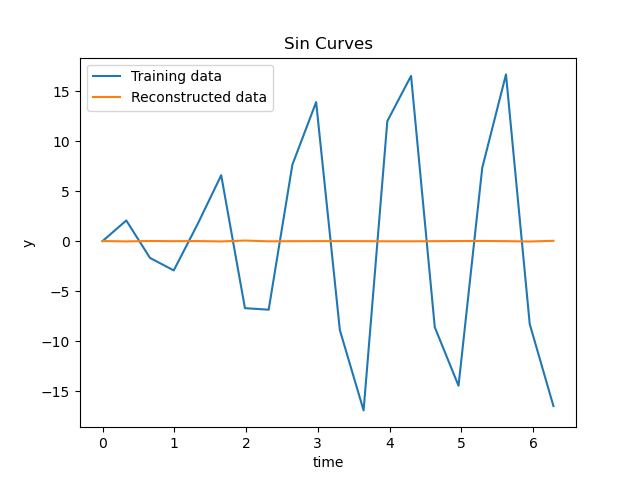 Sin Curves
Training data
Reconstructed data
15
10
5
0
−5
−10
−15
y
0 1 2 3 4 5 6
time